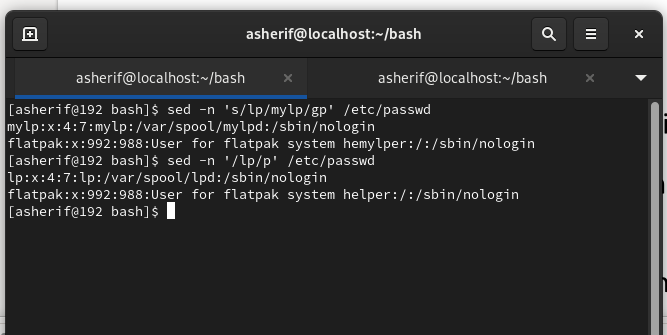 asherif@localhost:~/bash
asherif@localhost:~/bash × asherif@localhost:~/bash ×
[asherif@192 bash]$ sed -n 's/lp/mylp/gp' /etc/passwd
mylp:x:4:7:mylp:/var/spool/mylpd:/sbin/nologin
flatpak:x:992:988:User for flatpak system hemylper:/:/sbin/nologin
[asherif@192 bash]$ sed -n '/lp/p' /etc/passwd
lp:x:4:7:lp:/var/spool/lpd:/sbin/nologin
flatpak:x:992:988:User for flatpak system helper:/:/sbin/nologin
[asherif@192 bash]$